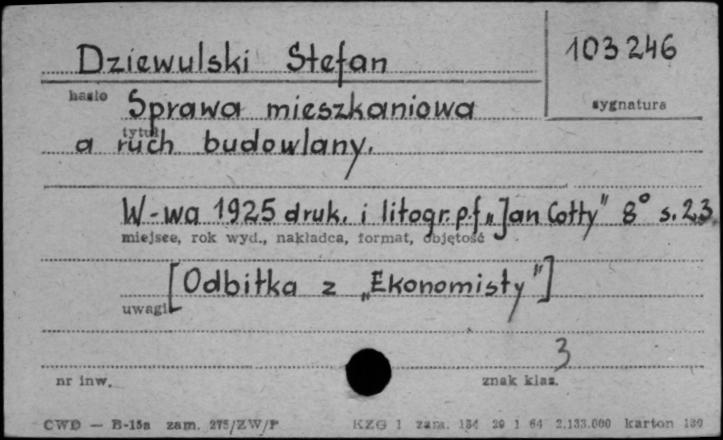 Dziewulski Stefan
103246
hasło
sygnatura
Sprawa mieszkaniowa
tytuł
a ruch budowlany.
W-wa 1925 druk. i litogr. p.f. „Jan Cotty" 8° s. 23.
miejsce, rok wyd., nakładca, format, objętość
[Odbitka z „Ekonomisty"]
uwagi
3
nr inw.
znak klas.
CWD — B-15a zam. 275/ZW/P
KZG 1 zam. 134 29 1 64 2.133.000 karton